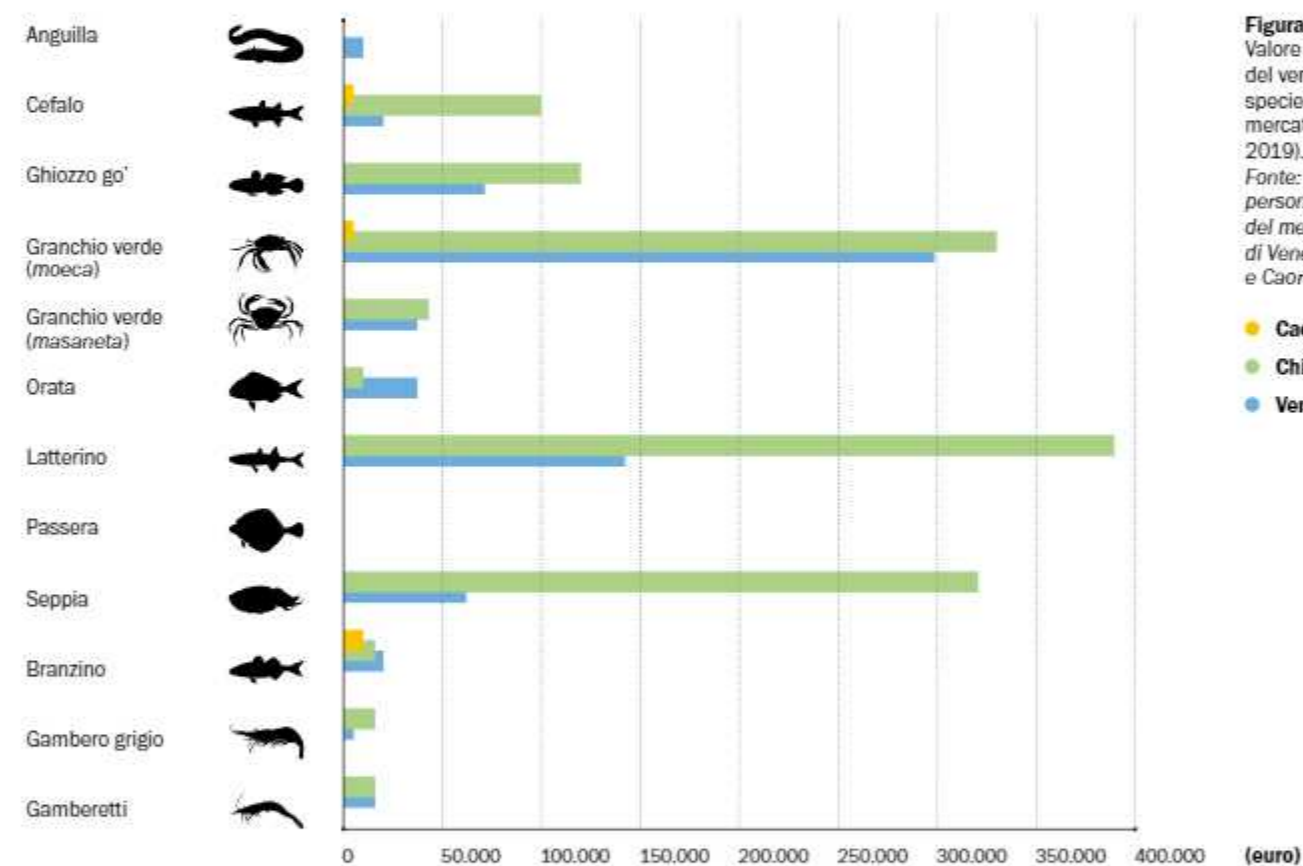 Anguilla
Cefalo
Ghiozzo go'
Granchio verde
(moeca)
Granchio verde
(masaneta)
Orata
Latterino
Passera
Seppia
Branzino
Gambero grigio
Gamberetti
0 50.000 100.000 150.000 200.000 250.000 300.000 350.000 400.000 (euro)
Figura
Valore
del ven
specie
mercat
2019).
Fonte:
person
del me
di Vene
e Caor
Cao
Chi
Ven